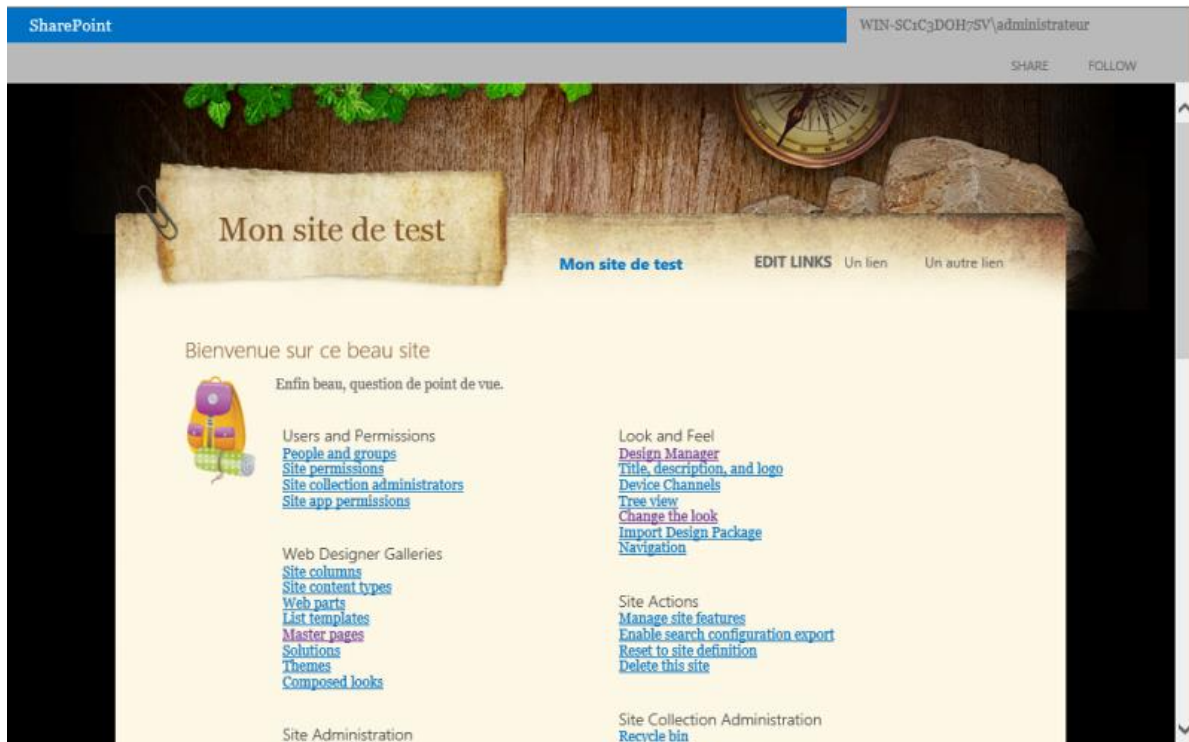 SharePoint
WIN-SC1C3DOH7SV\administrateur
SHARE FOLLOW
Mon site de test
Mon site de test EDIT LINKS Un lien Un autre lien
Bienvenue sur ce beau site
Enfin beau, question de point de vue.
Users and Permissions
People and groups
Site permissions
Site collection administrators
Site app permissions
Web Designer Galleries
Site columns
Site content types
Web parts
List templates
Master pages
Solutions
Themes
Composed looks
Site Administration
Look and Feel
Design Manager
Title, description, and logo
Device Channels
Tree view
Change the look
Import Design Package
Navigation
Site Actions
Manage site features
Enable search configuration export
Reset to site definition
Delete this site
Site Collection Administration
Recycle bin